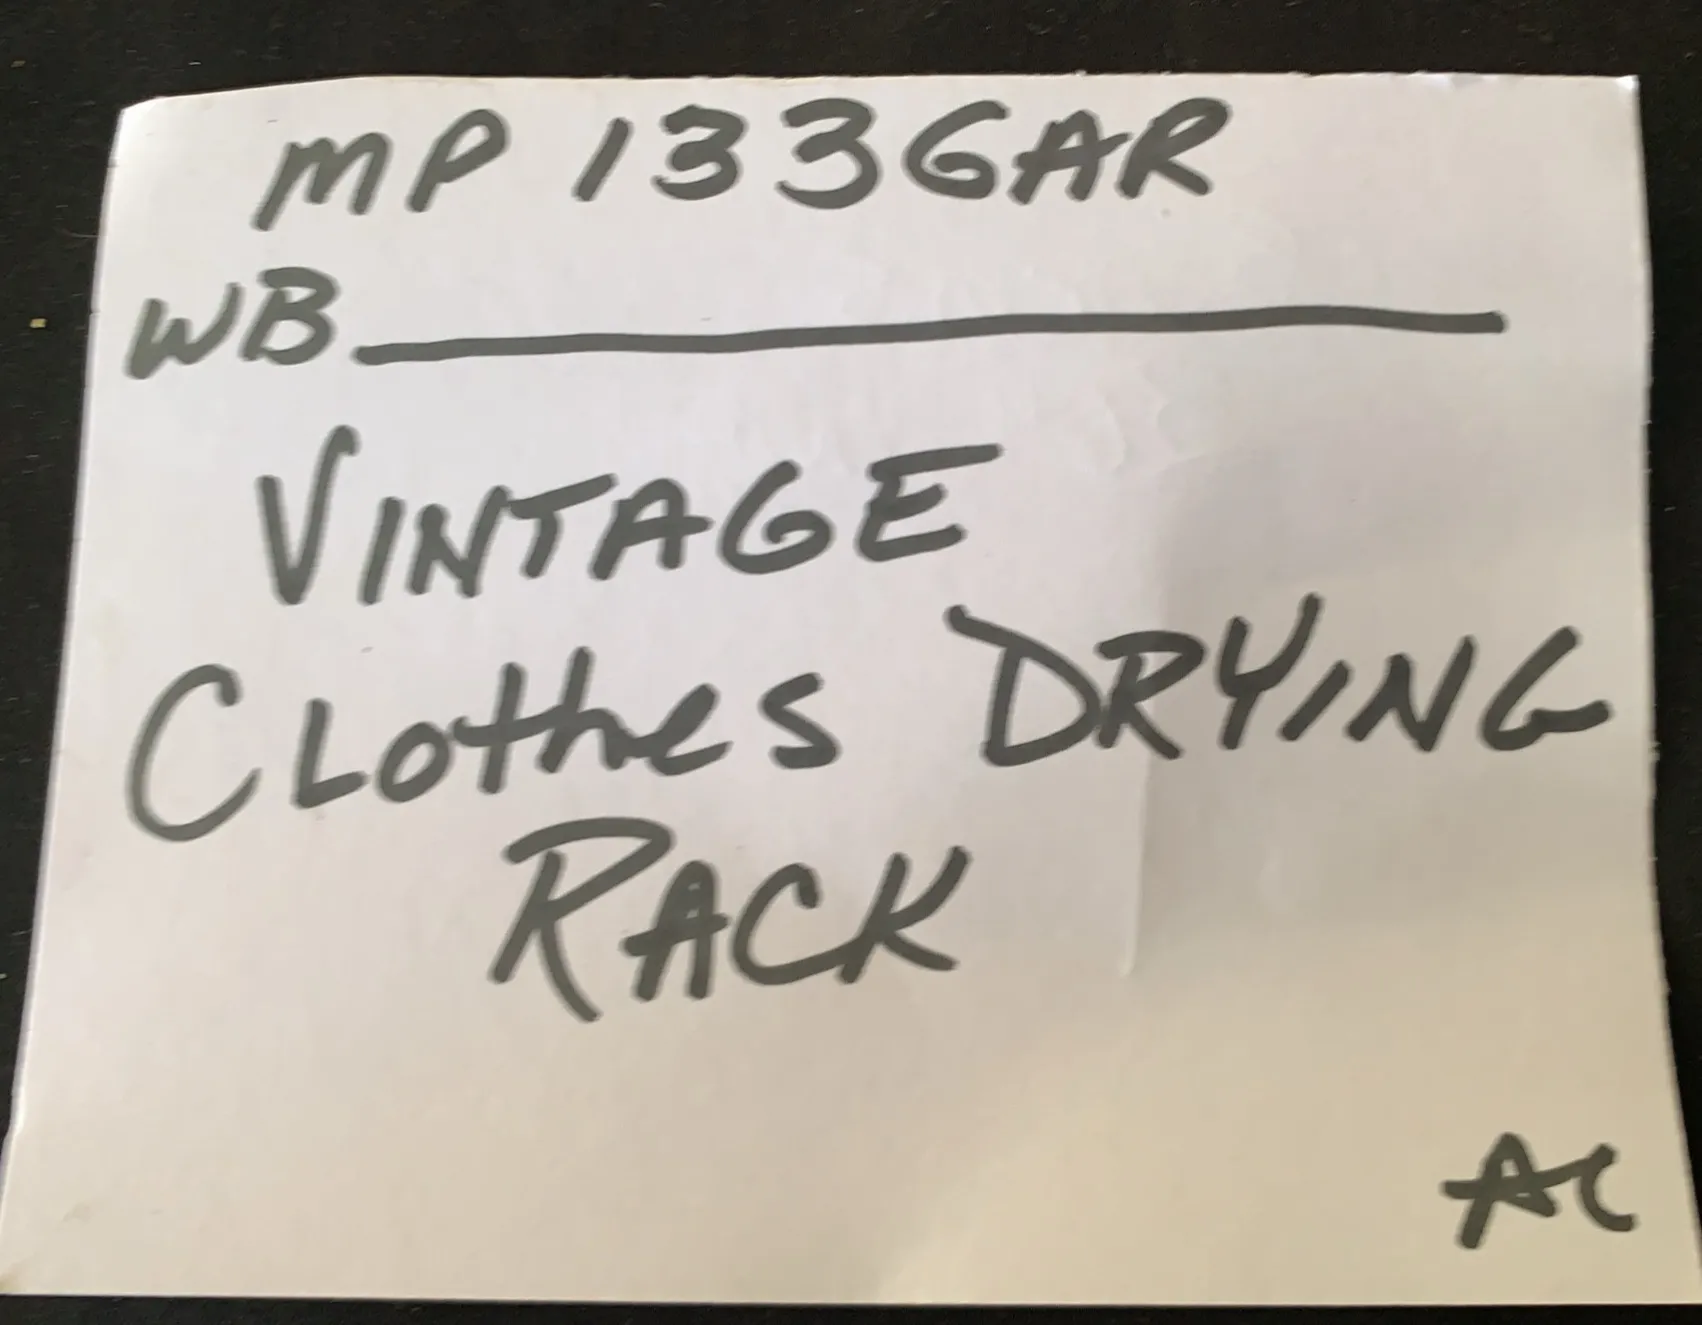 MP 133GAR
WB
VINTAGE
CLothes DRYING
RACK
AC